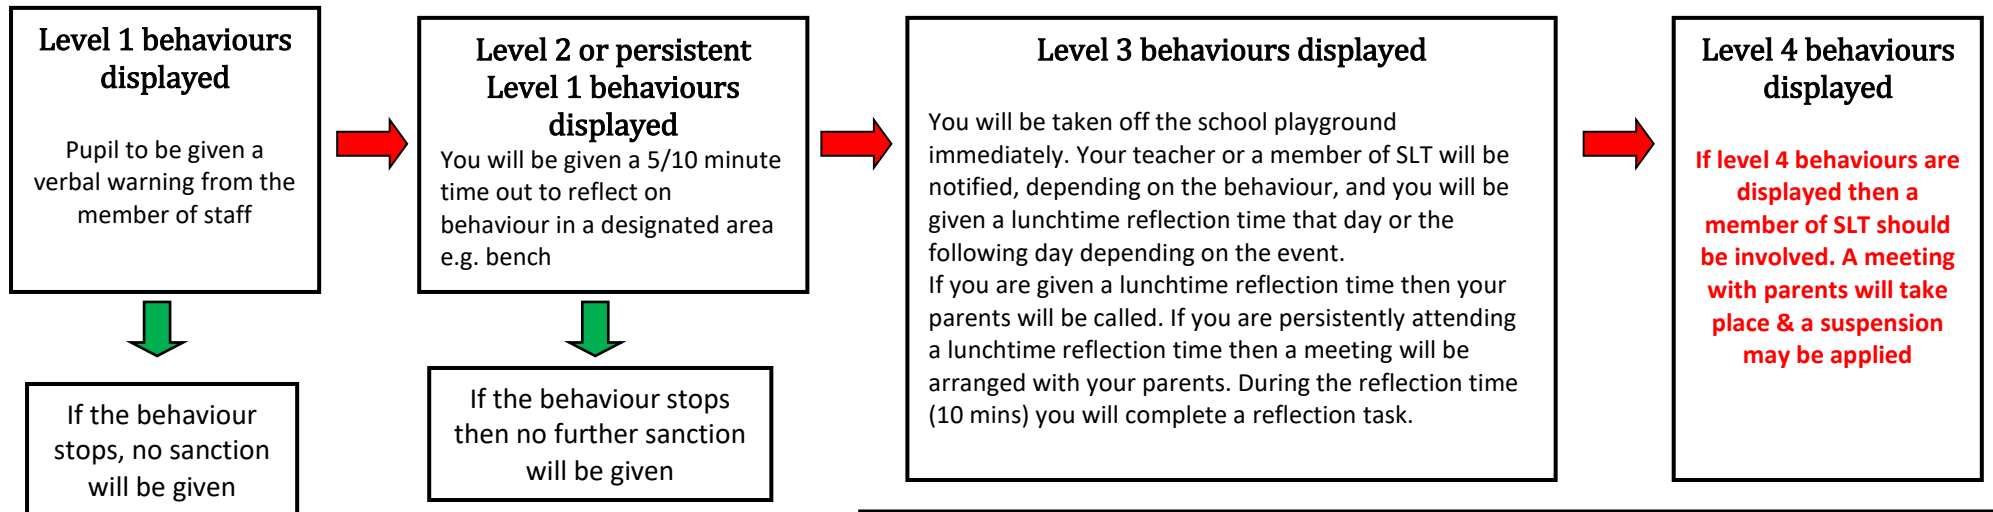 Level 1 behaviours
displayed
Pupil to be given a
verbal warning from the
member of staff
If the behaviour
stops, no sanction
will be given
Level 2 or persistent
Level 1 behaviours
displayed
You will be given a 5/10 minute
time out to reflect on
behaviour in a designated area
e.g. bench
If the behaviour stops
then no further sanction
will be given
Level 3 behaviours displayed
You will be taken off the school playground
immediately. Your teacher or a member of SLT will be
notified, depending on the behaviour, and you will be
given a lunchtime reflection time that day or the
following day depending on the event.
If you are given a lunchtime reflection time then your
parents will be called. If you are persistently attending
a lunchtime reflection time then a meeting will be
arranged with your parents. During the reflection time
(10 mins) you will complete a reflection task.
Level 4 behaviours
displayed
If level 4 behaviours are
displayed then a
member of SLT should
be involved. A meeting
with parents will take
place & a suspension
may be applied